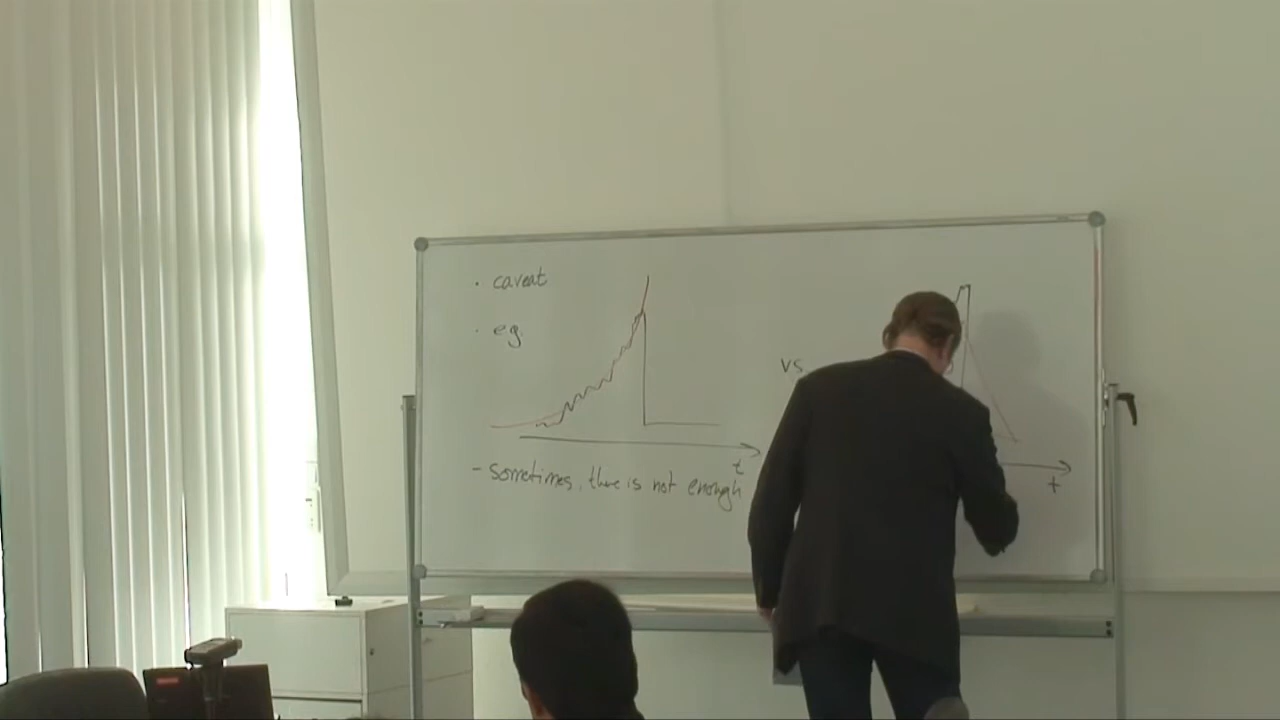 · caveat
· eg.
vs
t
t
- sometimes, there is not enough